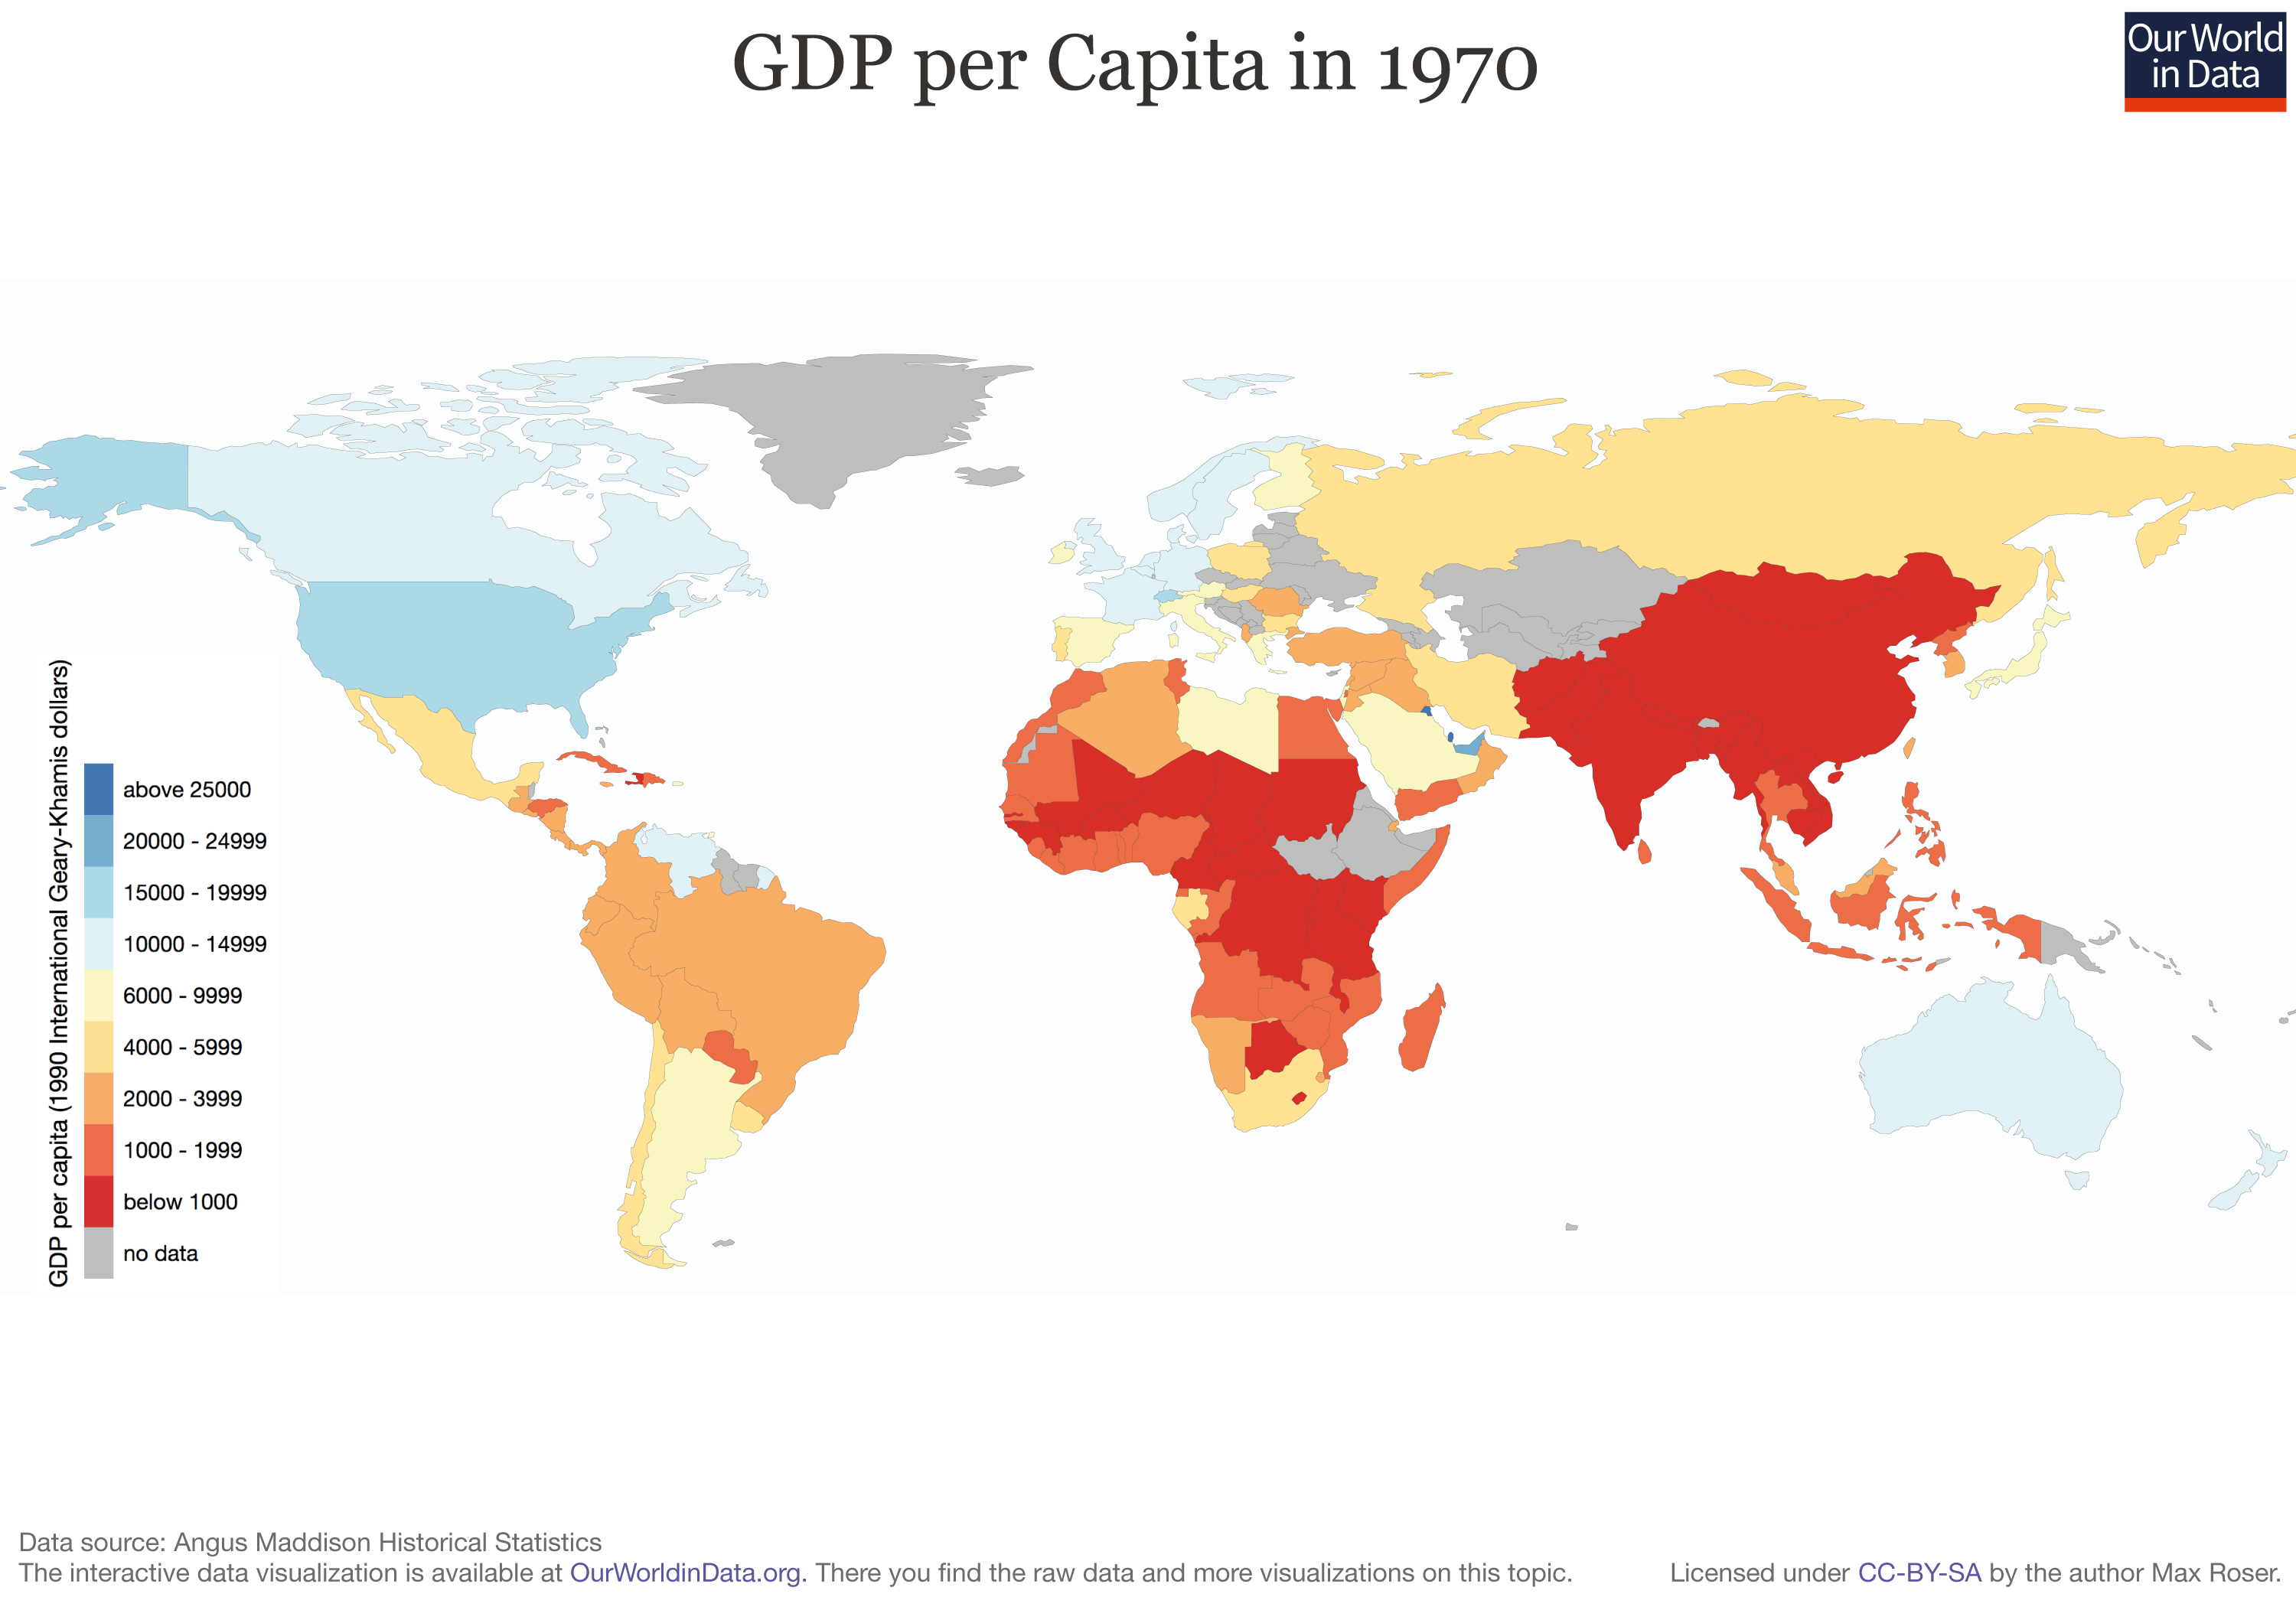 GDP per Capita in 1970
Our World
in Data
GDP per capita (1990 International Geary-Khamis dollars)
above 25000
20000 - 24999
15000 - 19999
10000 - 14999
6000 - 9999
4000 - 5999
2000 - 3999
1000 - 1999
below 1000
no data
Data source: Angus Maddison Historical Statistics
The interactive data visualization is available at OurWorldinData.org. There you find the raw data and more visualizations on this topic.
Licensed under CC-BY-SA by the author Max Roser.